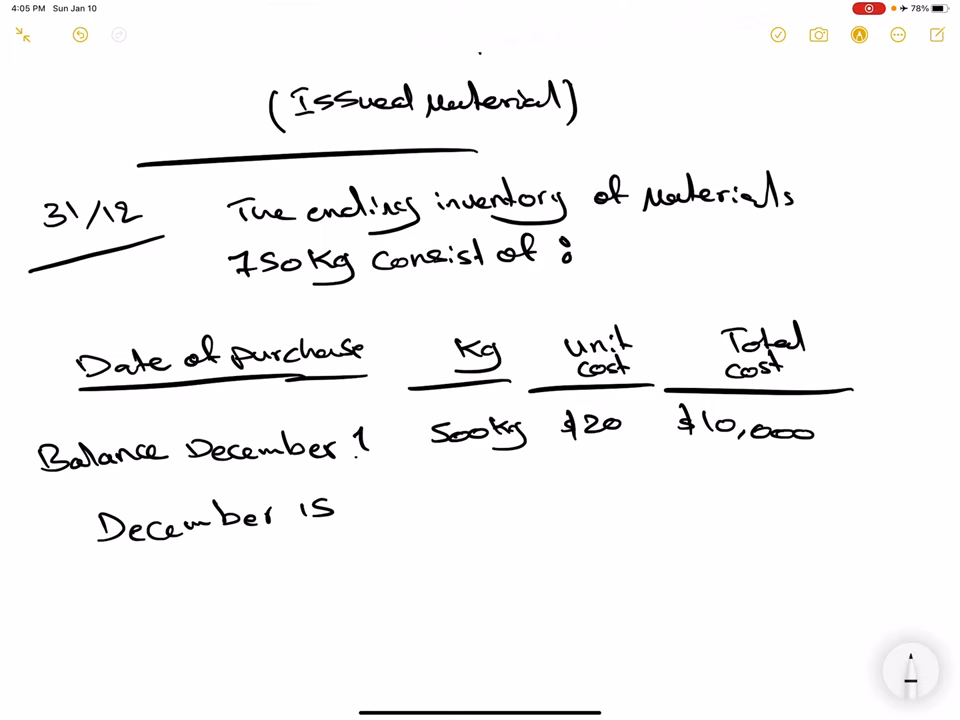 4:05 PM Sun Jan 10
78%
(Issued Material)
31/12 The ending inventory of Materials
750Kg consist of :
Date of purchase Kg Unit cost Total cost
Balance December 1 500Kg $20 $10,000
December 15